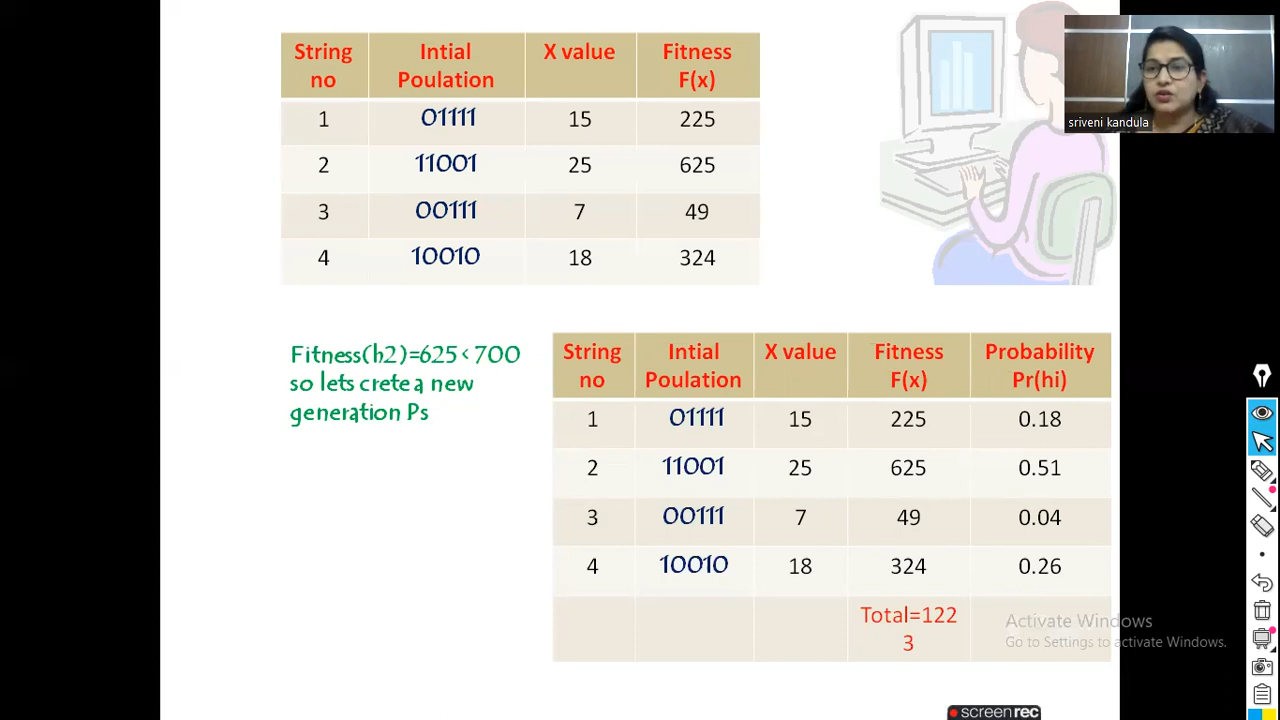 String no | Intial Poulation | X value | Fitness F(x)
1 | 01111 | 15 | 225
2 | 11001 | 25 | 625
3 | 00111 | 7 | 49
4 | 10010 | 18 | 324
sriveni kandula
Fitness(h2)=625<700
so lets crete a new
generation Ps
String no | Intial Poulation | X value | Fitness F(x) | Probability Pr(hi)
1 | 01111 | 15 | 225 | 0.18
2 | 11001 | 25 | 625 | 0.51
3 | 00111 | 7 | 49 | 0.04
4 | 10010 | 18 | 324 | 0.26
Total=1223
Activate Windows
Go to Settings to activate Windows.
screenrec